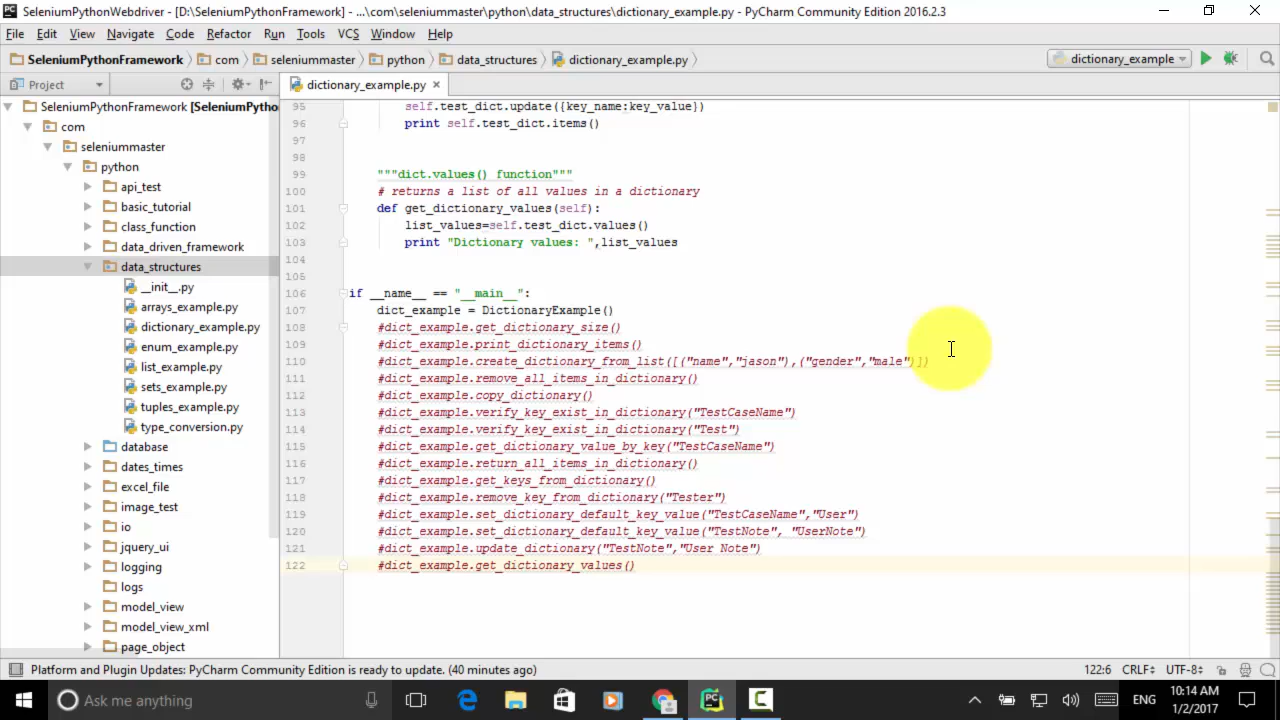 SeleniumPythonWebdriver - [D:\SeleniumPythonFramework] - ...\com\seleniummaster\python\data_structures\dictionary_example.py - PyCharm Community Edition 2016.2.3
File Edit View Navigate Code Refactor Run Tools VCS Window Help
SeleniumPythonFramework com seleniummaster python data_structures dictionary_example.py dictionary_example
Project
dictionary_example.py
SeleniumPythonFramework [SeleniumPytho
com
seleniummaster
python
api_test
basic_tutorial
class_function
data_driven_framework
data_structures
__init__.py
arrays_example.py
dictionary_example.py
enum_example.py
list_example.py
sets_example.py
tuples_example.py
type_conversion.py
database
dates_times
excel_file
image_test
io
jquery_ui
logging
logs
model_view
model_view_xml
page_object
95 self.test_dict.update({key_name:key_value})
96 print self.test_dict.items()
97
98
99 """dict.values() function"""
100 # returns a list of all values in a dictionary
101 def get_dictionary_values(self):
102 list_values=self.test_dict.values()
103 print "Dictionary values: ",list_values
104
105
106 if __name__ == "__main__":
107 dict_example = DictionaryExample()
108 #dict_example.get_dictionary_size()
109 #dict_example.print_dictionary_items()
110 #dict_example.create_dictionary_from_list([("name","jason"),("gender","male")])
111 #dict_example.remove_all_items_in_dictionary()
112 #dict_example.copy_dictionary()
113 #dict_example.verify_key_exist_in_dictionary("TestCaseName")
114 #dict_example.verify_key_exist_in_dictionary("Test")
115 #dict_example.get_dictionary_value_by_key("TestCaseName")
116 #dict_example.return_all_items_in_dictionary()
117 #dict_example.get_keys_from_dictionary()
118 #dict_example.remove_key_from_dictionary("Tester")
119 #dict_example.set_dictionary_default_key_value("TestCaseName","User")
120 #dict_example.set_dictionary_default_key_value("TestNote", "UserNote")
121 #dict_example.update_dictionary("TestNote","User Note")
122 #dict_example.get_dictionary_values()
Platform and Plugin Updates: PyCharm Community Edition is ready to update. (40 minutes ago) 122:6 CRLF UTF-8
Ask me anything
ENG
10:14 AM
1/2/2017